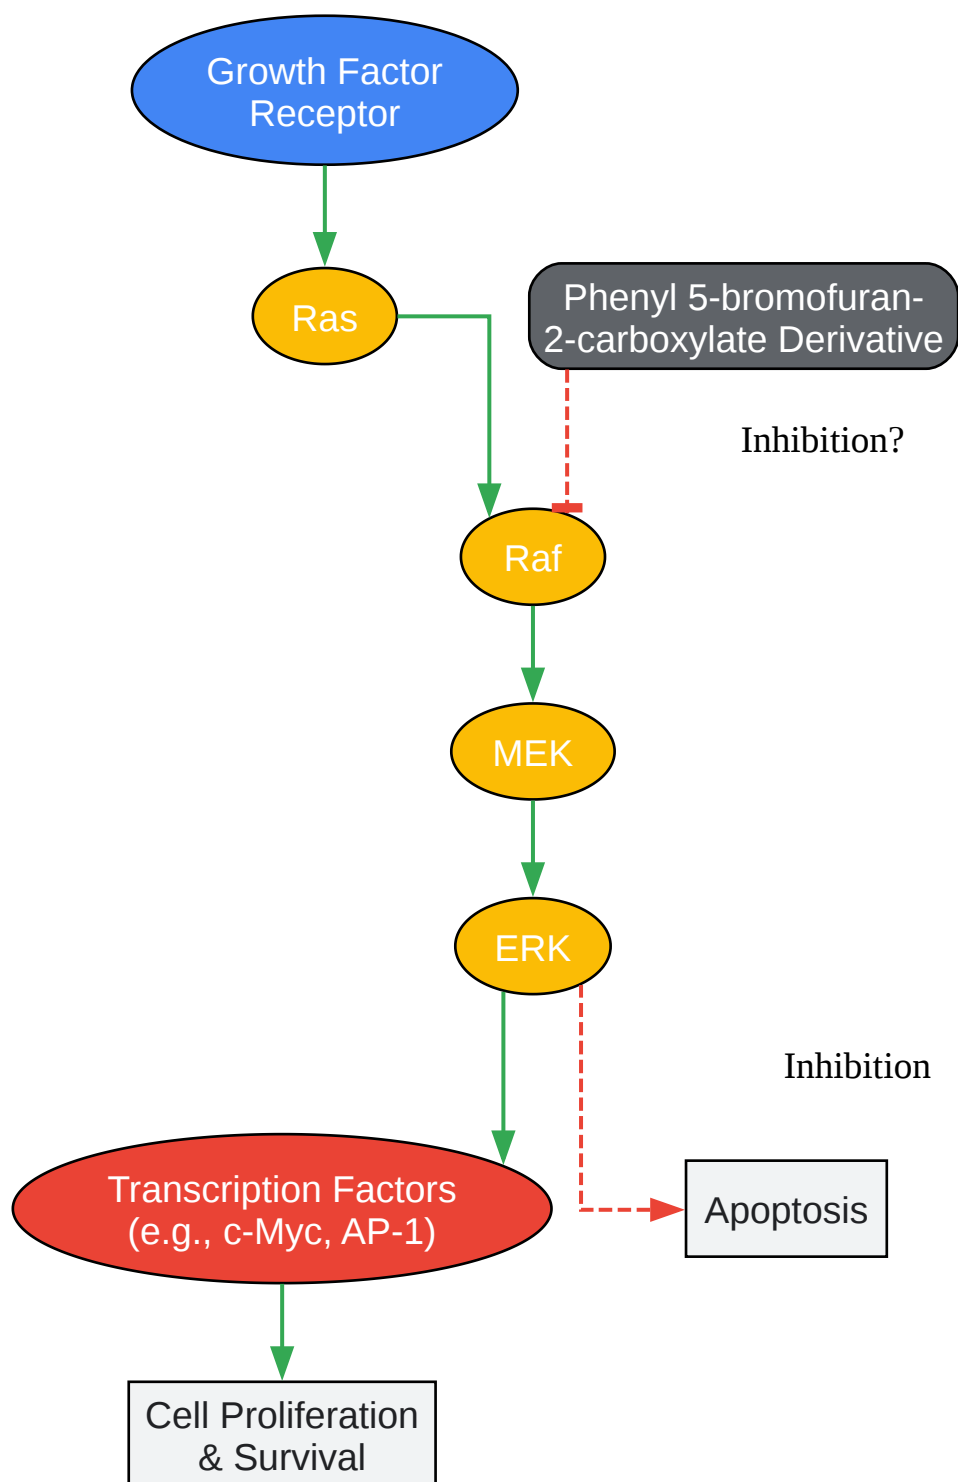 Growth Factor
Receptor
Ras
Phenyl 5-bromofuran-
2-carboxylate Derivative
Inhibition?
Raf
MEK
ERK
Inhibition
Transcription Factors
(e.g., c-Myc, AP-1)
Apoptosis
Cell Proliferation
& Survival